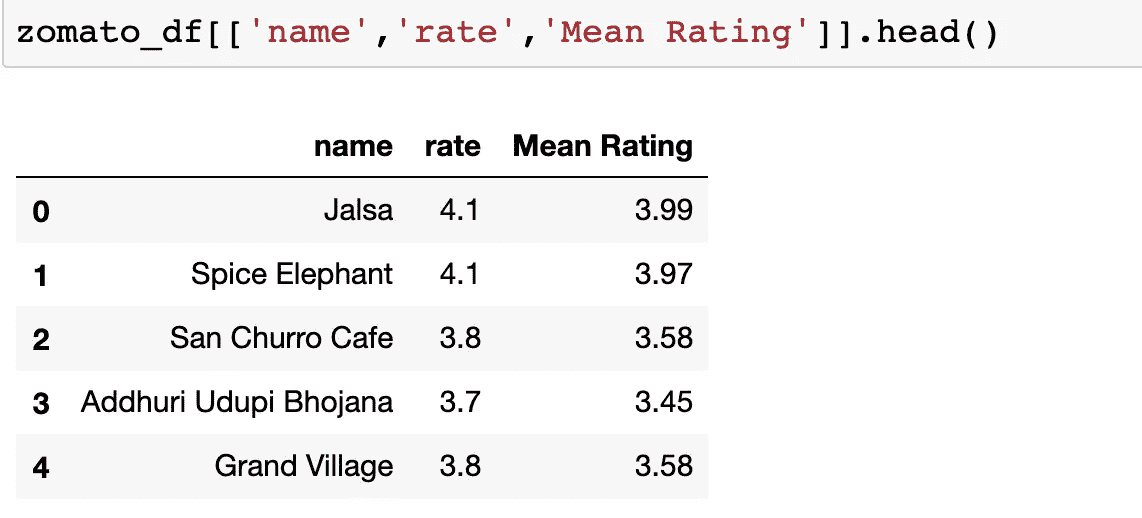 zomato_df[['name','rate','Mean Rating']].head()
name rate Mean Rating
0 Jalsa 4.1 3.99
1 Spice Elephant 4.1 3.97
2 San Churro Cafe 3.8 3.58
3 Addhuri Udupi Bhojana 3.7 3.45
4 Grand Village 3.8 3.58